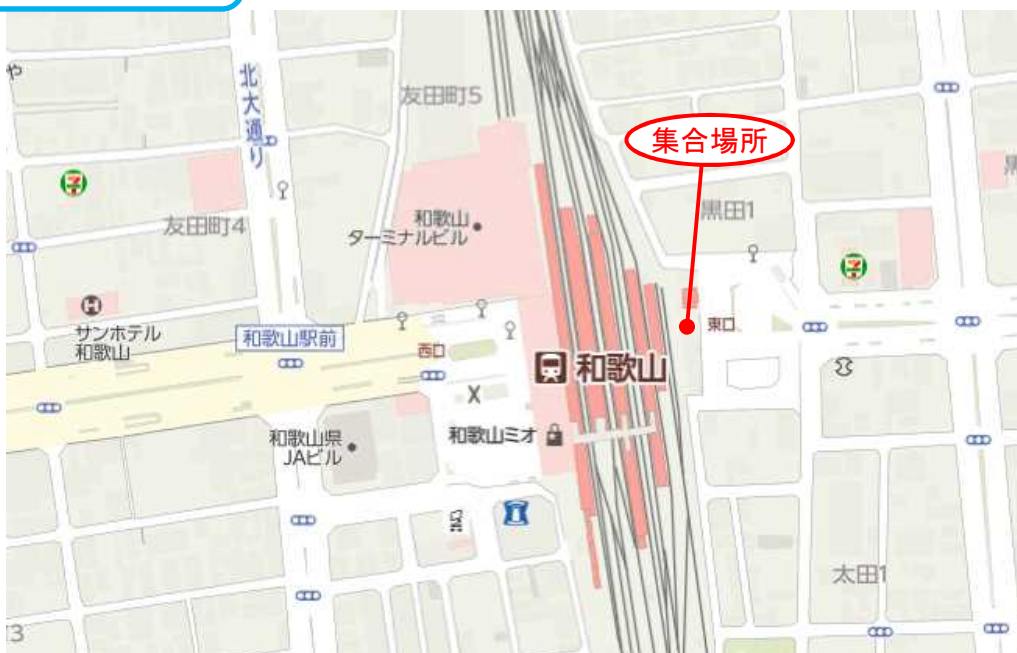 や
北大通り
友田町5
集合場所
黒田1
和歌山
ターミナルビル
友田町4
サンホテル
和歌山
和歌山駅前
西口
東口
和歌山
和歌山県
JAビル
和歌山ミオ
太田1
3